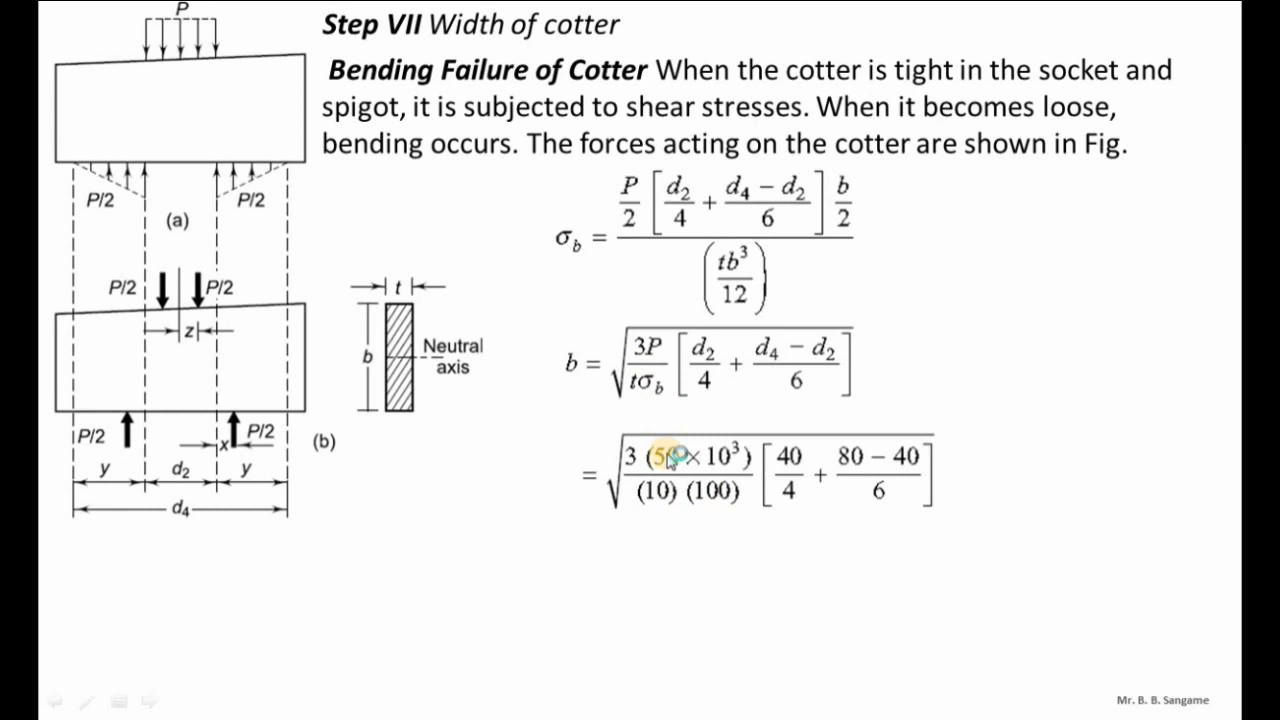 Step VII Width of cotter
Bending Failure of Cotter When the cotter is tight in the socket and
spigot, it is subjected to shear stresses. When it becomes loose,
bending occurs. The forces acting on the cotter are shown in Fig.
P
P/2 P/2
(a)
P/2 P/2
z
t
b
Neutral
axis
P/2 x P/2
(b)
y d₂ y
d₄
σ_b = P/2 [d₂/4 + (d₄ − d₂)/6] b/2 / (tb³/12)
b = √(3P/tσ_b [d₂/4 + (d₄ − d₂)/6])
= √(3 (50 × 10³)/(10) (100) [40/4 + (80 − 40)/6])
Mr. B. B. Sangame